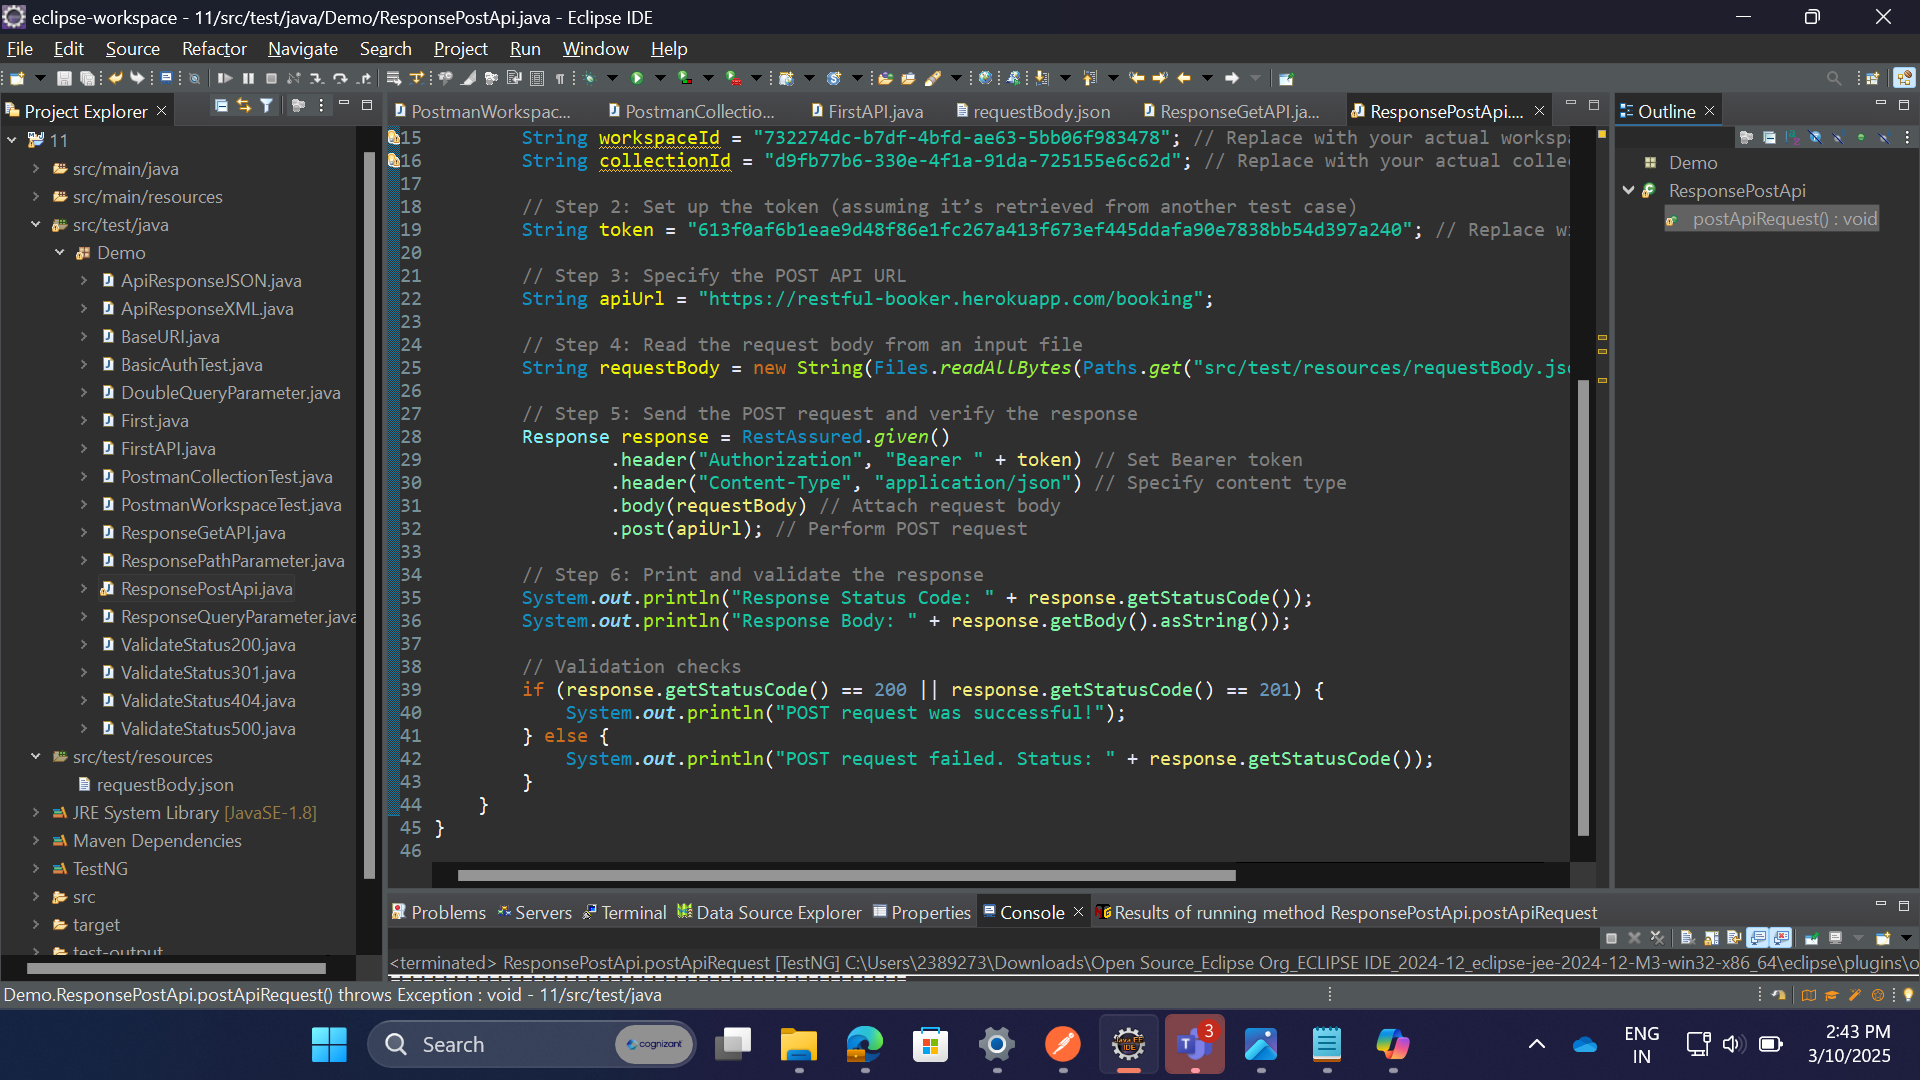 eclipse-workspace - 11/src/test/java/Demo/ResponsePostApi.java - Eclipse IDE
File Edit Source Refactor Navigate Search Project Run Window Help
Project Explorer
11
src/main/java
src/main/resources
src/test/java
Demo
ApiResponseJSON.java
ApiResponseXML.java
BaseURI.java
BasicAuthTest.java
DoubleQueryParameter.java
First.java
FirstAPI.java
PostmanCollectionTest.java
PostmanWorkspaceTest.java
ResponseGetAPI.java
ResponsePathParameter.java
ResponsePostApi.java
ResponseQueryParameter.java
ValidateStatus200.java
ValidateStatus301.java
ValidateStatus404.java
ValidateStatus500.java
src/test/resources
requestBody.json
JRE System Library [JavaSE-1.8]
Maven Dependencies
TestNG
src
target
test-output
PostmanWorkspac... PostmanCollectio... FirstAPI.java requestBody.json ResponseGetAPI.ja... ResponsePostApi....
15 String workspaceId = "732274dc-b7df-4bfd-ae63-5bb06f983478"; // Replace with your actual worksp
16 String collectionId = "d9fb77b6-330e-4f1a-91da-725155e6c62d"; // Replace with your actual colle
17
18 // Step 2: Set up the token (assuming it’s retrieved from another test case)
19 String token = "613f0af6b1eae9d48f86e1fc267a413f673ef445ddafa90e7838bb54d397a240"; // Replace w
20
21 // Step 3: Specify the POST API URL
22 String apiUrl = "https://restful-booker.herokuapp.com/booking";
23
24 // Step 4: Read the request body from an input file
25 String requestBody = new String(Files.readAllBytes(Paths.get("src/test/resources/requestBody.js
26
27 // Step 5: Send the POST request and verify the response
28 Response response = RestAssured.given()
29 .header("Authorization", "Bearer " + token) // Set Bearer token
30 .header("Content-Type", "application/json") // Specify content type
31 .body(requestBody) // Attach request body
32 .post(apiUrl); // Perform POST request
33
34 // Step 6: Print and validate the response
35 System.out.println("Response Status Code: " + response.getStatusCode());
36 System.out.println("Response Body: " + response.getBody().asString());
37
38 // Validation checks
39 if (response.getStatusCode() == 200 || response.getStatusCode() == 201) {
40 System.out.println("POST request was successful!");
41 } else {
42 System.out.println("POST request failed. Status: " + response.getStatusCode());
43 }
44 }
45 }
46
Outline
Demo
ResponsePostApi
postApiRequest() : void
Problems Servers Terminal Data Source Explorer Properties Console Results of running method ResponsePostApi.postApiRequest
<terminated> ResponsePostApi.postApiRequest [TestNG] C:\Users\2389273\Downloads\Open Source_Eclipse Org_ECLIPSE IDE_2024-12_eclipse-jee-2024-12-M3-win32-x86_64\eclipse\plugins\o
Demo.ResponsePostApi.postApiRequest() throws Exception : void - 11/src/test/java
Search
cognizant
Java EE
IDE
3
ENG
IN
2:43 PM
3/10/2025